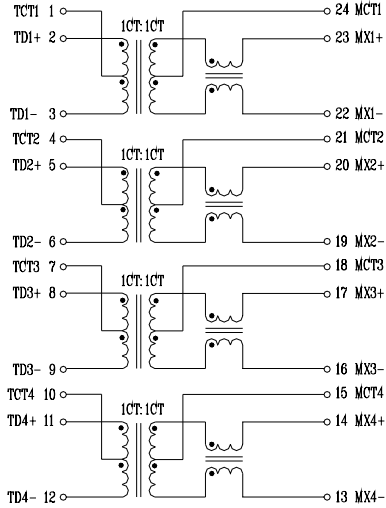 TCT1 1 1CT:1CT 24 MCT1
TD1+ 2 23 MX1+
TD1- 3 22 MX1-
TCT2 4 21 MCT2
1CT:1CT
TD2+ 5 20 MX2+
TD2- 6 19 MX2-
TCT3 7 18 MCT3
1CT:1CT
TD3+ 8 17 MX3+
TD3- 9 16 MX3-
TCT4 10 15 MCT4
1CT:1CT
TD4+ 11 14 MX4+
TD4- 12 13 MX4-